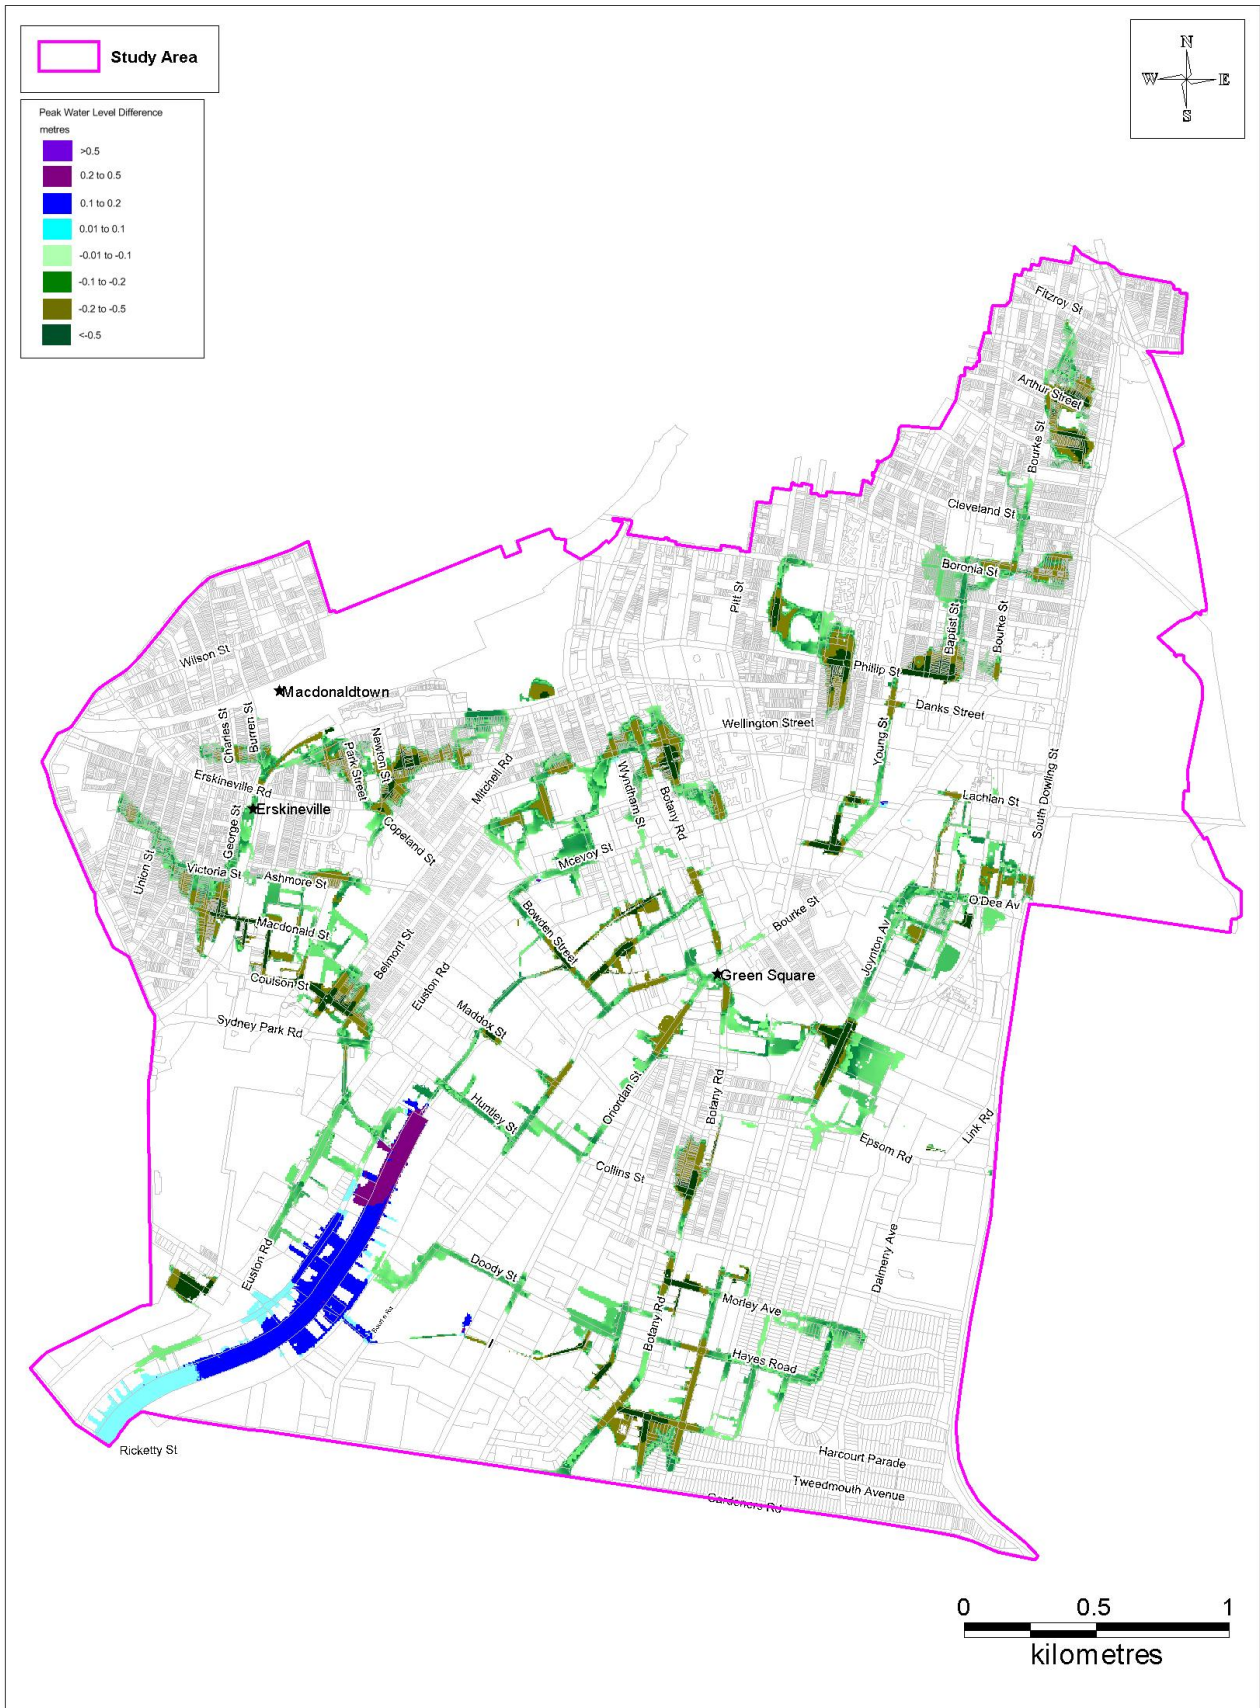 Study Area
N
W E
S
Peak Water Level Difference
metres
>0.5
0.2 to 0.5
0.1 to 0.2
0.01 to 0.1
-0.01 to -0.1
-0.1 to -0.2
-0.2 to -0.5
<-0.5
Fitzroy St
Arthur Street
Bourke St
Cleveland St
Boronia St
Pitt St
Baptist St
Bourke St
Wilson St
Phillip St
Macdonaldtown
Danks Street
Wellington Street
Charles St
Burren St
Young St
Park Street
Newton St
Mitchell Rd
Wyndham St
Botany Rd
South Dowling St
Erskineville Rd
Lachlan St
Erskineville
George St
Copeland St
Mcevoy St
Union St
Victoria St
Ashmore St
O'Dea Av
Bowden Street
Bourke St
Macdonald St
Belmont St
Joynton Av
Euston Rd
Green Square
Coulson St
Sydney Park Rd
Maddox St
Oriordan St
Botany Rd
Huntley St
Link Rd
Epsom Rd
Collins St
Euston Rd
Doody St
Dalmeny Ave
Morley Ave
Botany Rd
Hayes Road
Ricketty St
Harcourt Parade
Tweedmouth Avenue
Gardeners Rd
0 0.5 1
kilometres